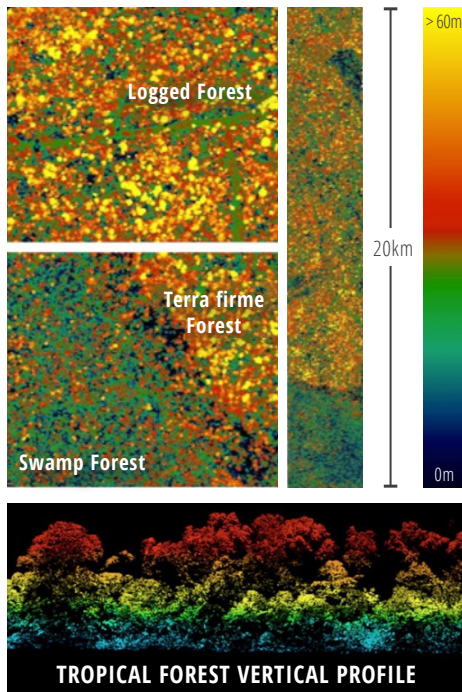 Logged Forest
> 60m
20km
Terra firme
Forest
Swamp Forest
0m
TROPICAL FOREST VERTICAL PROFILE